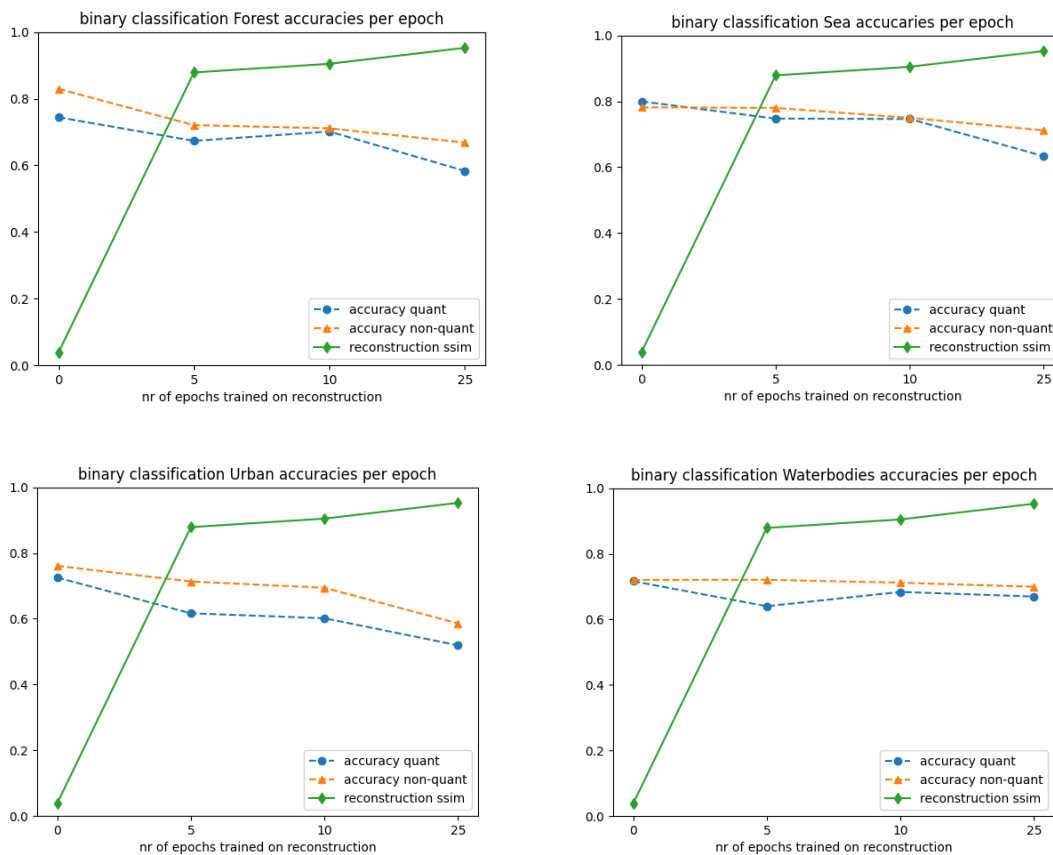 binary classification Forest accuracies per epoch
1.0
0.8
0.6
0.4
0.2
0.0
accuracy quant
accuracy non-quant
reconstruction ssim
0 5 10 25
nr of epochs trained on reconstruction
binary classification Sea accucaries per epoch
1.0
0.8
0.6
0.4
0.2
0.0
accuracy quant
accuracy non-quant
reconstruction ssim
0 5 10 25
nr of epochs trained on reconstruction
binary classification Urban accuracies per epoch
1.0
0.8
0.6
0.4
0.2
0.0
accuracy quant
accuracy non-quant
reconstruction ssim
0 5 10 25
nr of epochs trained on reconstruction
binary classification Waterbodies accuracies per epoch
1.0
0.8
0.6
0.4
0.2
0.0
accuracy quant
accuracy non-quant
reconstruction ssim
0 5 10 25
nr of epochs trained on reconstruction